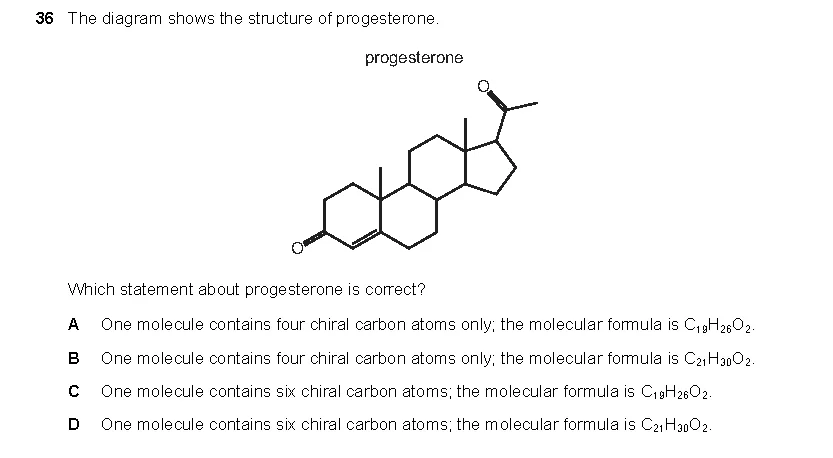 36 The diagram shows the structure of progesterone.
progesterone
O
O
Which statement about progesterone is correct?
A One molecule contains four chiral carbon atoms only; the molecular formula is C₁₉H₂₆O₂.
B One molecule contains four chiral carbon atoms only; the molecular formula is C₂₁H₃₀O₂.
C One molecule contains six chiral carbon atoms; the molecular formula is C₁₉H₂₆O₂.
D One molecule contains six chiral carbon atoms; the molecular formula is C₂₁H₃₀O₂.